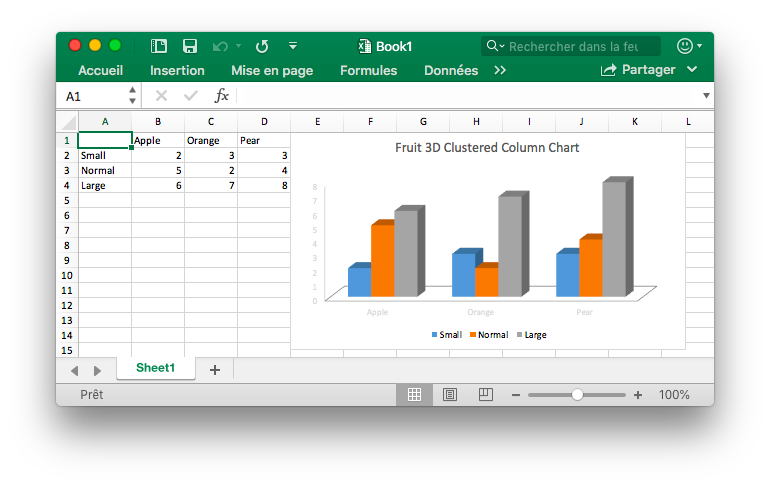 Book1
Rechercher dans la feu
Accueil Insertion Mise en page Formules Données >> Partager
A1 fx
A B C D E F G H I J K L
1 Apple Orange Pear
2 Small 2 3 3
3 Normal 5 2 4
4 Large 6 7 8
5
6
7
8
9
10
11
12
13
14
15
Fruit 3D Clustered Column Chart
8
7
6
5
4
3
2
1
0
Apple Orange Pear
Small Normal Large
Sheet1 +
Prêt 100%